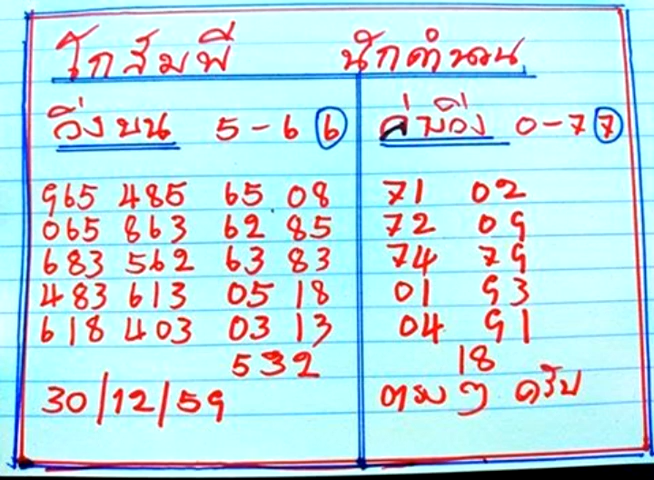 โกสัมพี นักคำนวน
วิ่งบน 5-6 6
ล่างวิ่ง 0-7 7
965 485 65 08
065 863 62 85
683 562 63 83
483 613 05 18
618 403 03 13
532
30/12/59
71 02
72 09
74 79
01 93
04 91
18
ตรงๆ ครับ